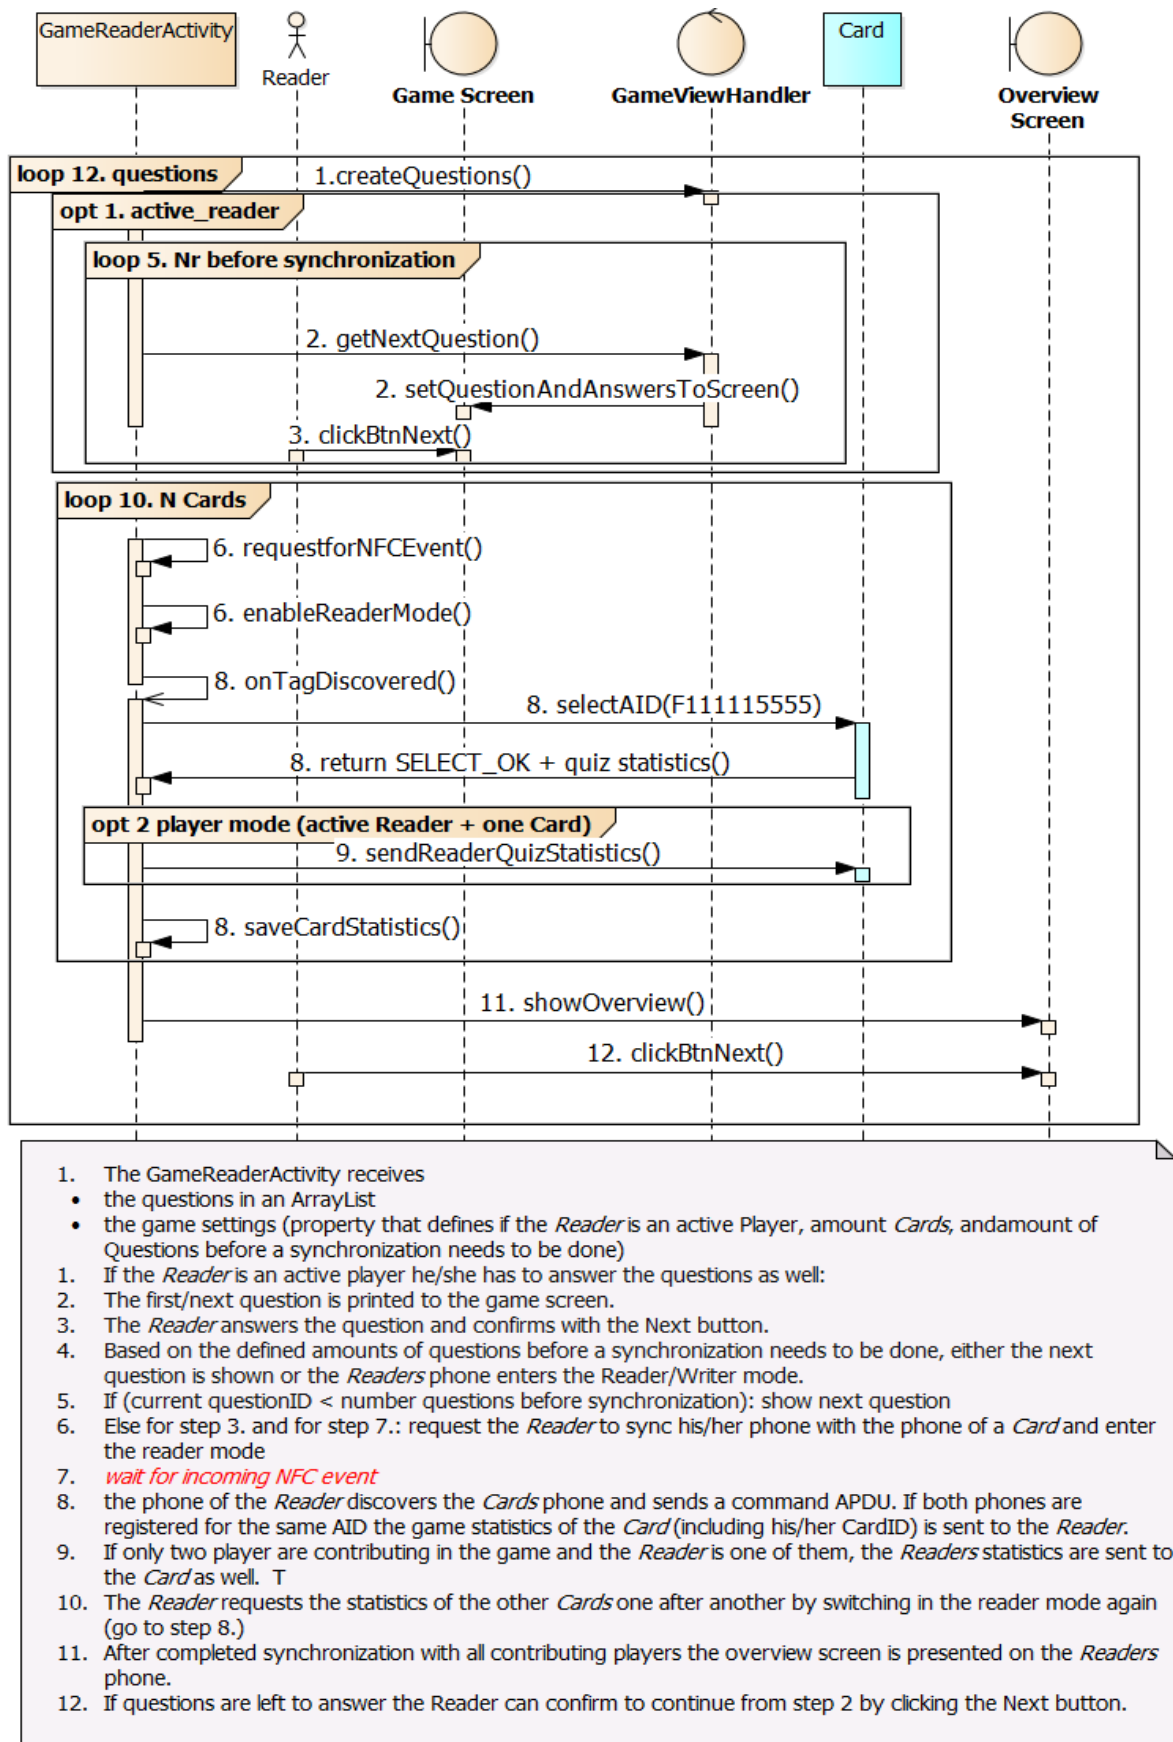 GameReaderActivity
Reader
Game Screen
GameViewHandler
Card
Overview
Screen
loop 12. questions
1.createQuestions()
opt 1. active_reader
loop 5. Nr before synchronization
2. getNextQuestion()
2. setQuestionAndAnswersToScreen()
3. clickBtnNext()
loop 10. N Cards
6. requestforNFCEvent()
6. enableReaderMode()
8. onTagDiscovered()
8. selectAID(F111115555)
8. return SELECT_OK + quiz statistics()
opt 2 player mode (active Reader + one Card)
9. sendReaderQuizStatistics()
8. saveCardStatistics()
11. showOverview()
12. clickBtnNext()
1. The GameReaderActivity receives
• the questions in an ArrayList
• the game settings (property that defines if the Reader is an active Player, amount Cards, andamount of
Questions before a synchronization needs to be done)
1. If the Reader is an active player he/she has to answer the questions as well:
2. The first/next question is printed to the game screen.
3. The Reader answers the question and confirms with the Next button.
4. Based on the defined amounts of questions before a synchronization needs to be done, either the next
question is shown or the Readers phone enters the Reader/Writer mode.
5. If (current questionID < number questions before synchronization): show next question
6. Else for step 3. and for step 7.: request the Reader to sync his/her phone with the phone of a Card and enter
the reader mode
7. wait for incoming NFC event
8. the phone of the Reader discovers the Cards phone and sends a command APDU. If both phones are
registered for the same AID the game statistics of the Card (including his/her CardID) is sent to the Reader.
9. If only two player are contributing in the game and the Reader is one of them, the Readers statistics are sent to
the Card as well. T
10. The Reader requests the statistics of the other Cards one after another by switching in the reader mode again
(go to step 8.)
11. After completed synchronization with all contributing players the overview screen is presented on the Readers
phone.
12. If questions are left to answer the Reader can confirm to continue from step 2 by clicking the Next button.